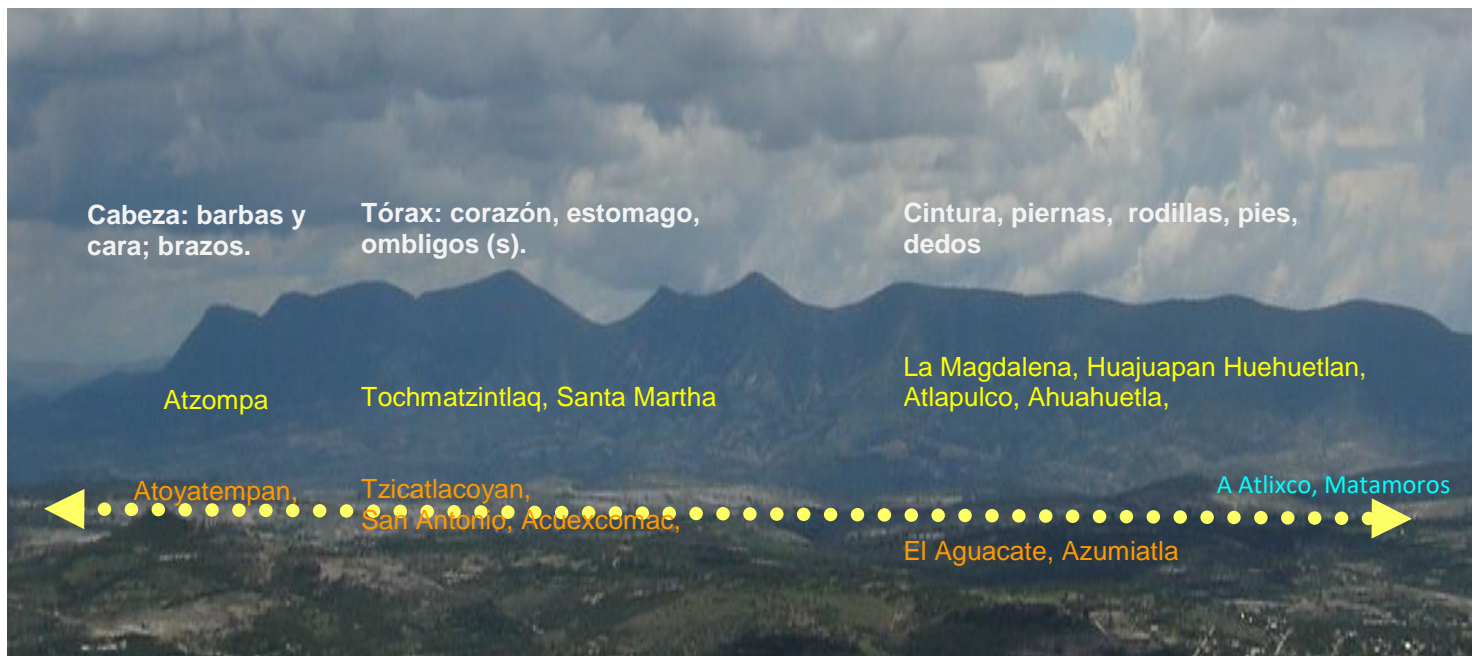 Cabeza: barbas y
cara; brazos.
Tórax: corazón, estomago,
ombligos (s).
Cintura, piernas, rodillas, pies,
dedos
Atzompa
Tochmatzintlaq, Santa Martha
La Magdalena, Huajuapan Huehuetlan,
Atlapulco, Ahuahuetla,
Atoyatempan,
Tzicatlacoyan,
San Antonio, Acuexcomac,
A Atlixco, Matamoros
El Aguacate, Azumiatla